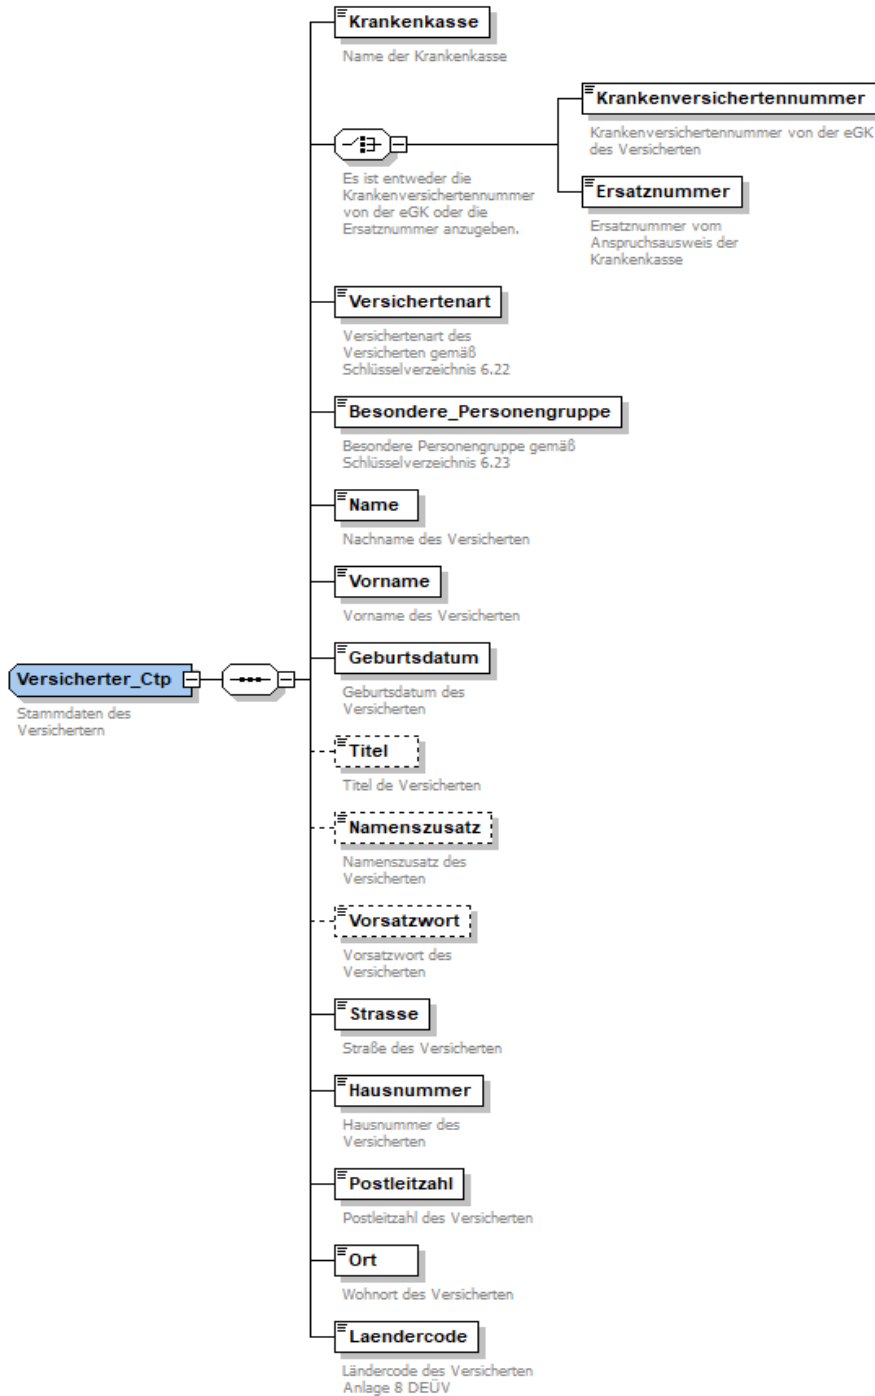 Krankenkasse
Name der Krankenkasse
Krankenversichertennummer
Krankenversichertennummer von der eGK
des Versicherten
Es ist entweder die
Krankenversichertennummer
von der eGK oder die
Ersatznummer anzugeben.
Ersatznummer
Ersatznummer vom
Anspruchsausweis der
Krankenkasse
Versichertenart
Versichertenart des
Versicherten gemäß
Schlüsselverzeichnis 6.22
Besondere_Personengruppe
Besondere Personengruppe gemäß
Schlüsselverzeichnis 6.23
Name
Nachname des Versicherten
Vorname
Vorname des Versicherten
Versicherter_Ctp
Stammdaten des
Versichertern
Geburtsdatum
Geburtsdatum des
Versicherten
Titel
Titel de Versicherten
Namenszusatz
Namenszusatz des
Versicherten
Vorsatzwort
Vorsatzwort des
Versicherten
Strasse
Straße des Versicherten
Hausnummer
Hausnummer des
Versicherten
Postleitzahl
Postleitzahl des Versicherten
Ort
Wohnort des Versicherten
Laendercode
Ländercode des Versicherten
Anlage 8 DEÜV